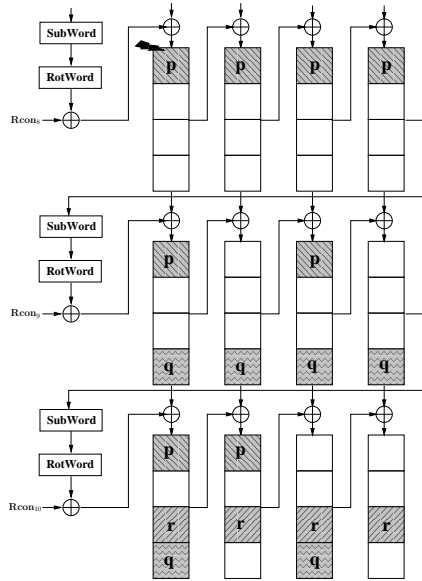 SubWord
p p p p
RotWord
Rcon₈
SubWord
p p
RotWord
Rcon₉
q q q q
SubWord
p p
RotWord
Rcon₁₀
r r r r
q q